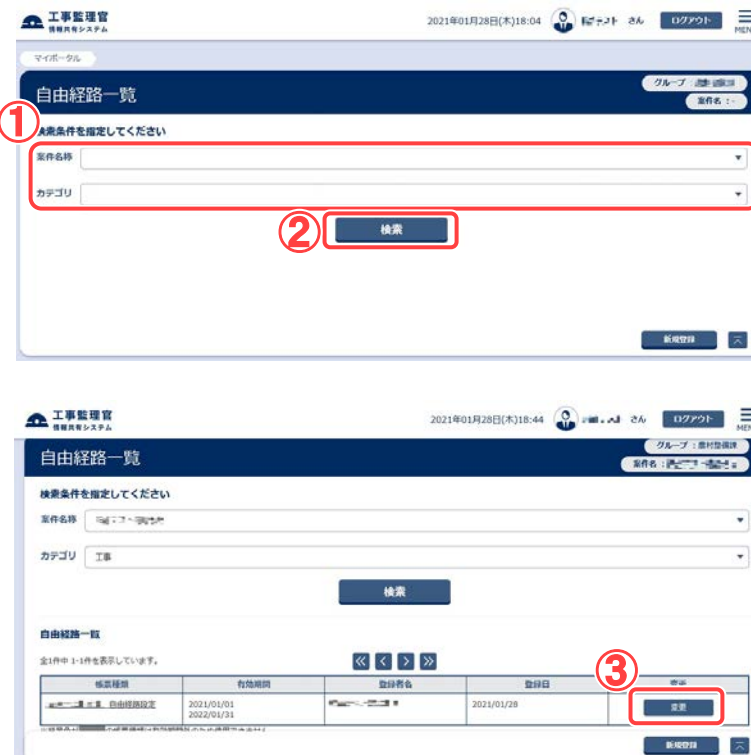 工事監理官
情報共有システム
2021年01月28日(木)18:04
さん
ログアウト
マイポータル
自由経路一覧
グループ :
案件名 : -
①
検索条件を指定してください
案件名称
カテゴリ
②
検索
新規登録
工事監理官
情報共有システム
2021年01月28日(木)18:44
さん
ログアウト
自由経路一覧
グループ : 農村整備課
案件名 :
検索条件を指定してください
案件名称
カテゴリ
工事
検索
自由経路一覧
全1件中 1-1件を表示しています。
③
帳票種類
有効期間
登録者名
登録日
自由経路設定
2021/01/01
2022/01/31
2021/01/28
変更
新規登録